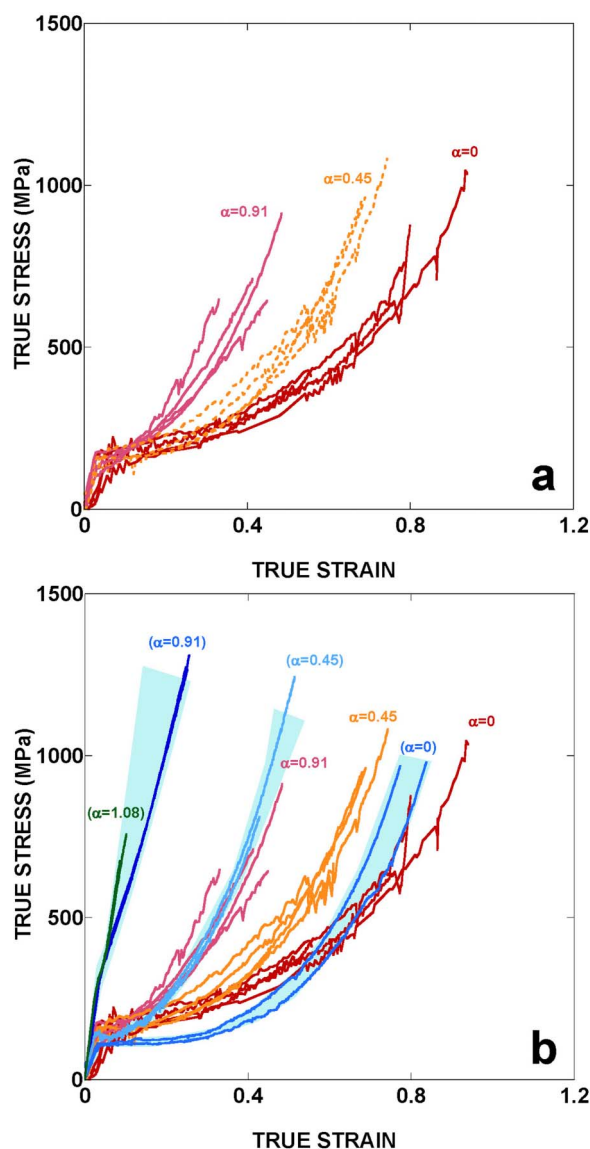 1500
α=0
α=0.45
1000
α=0.91
TRUE STRESS (MPa)
500
a
0
0
0.4
0.8
1.2
TRUE STRAIN
1500
(α=0.91)
(α=0.45)
α=0.45
(α=0)
α=0
1000
α=0.91
(α=1.08)
TRUE STRESS (MPa)
500
b
0
0
0.4
0.8
1.2
TRUE STRAIN